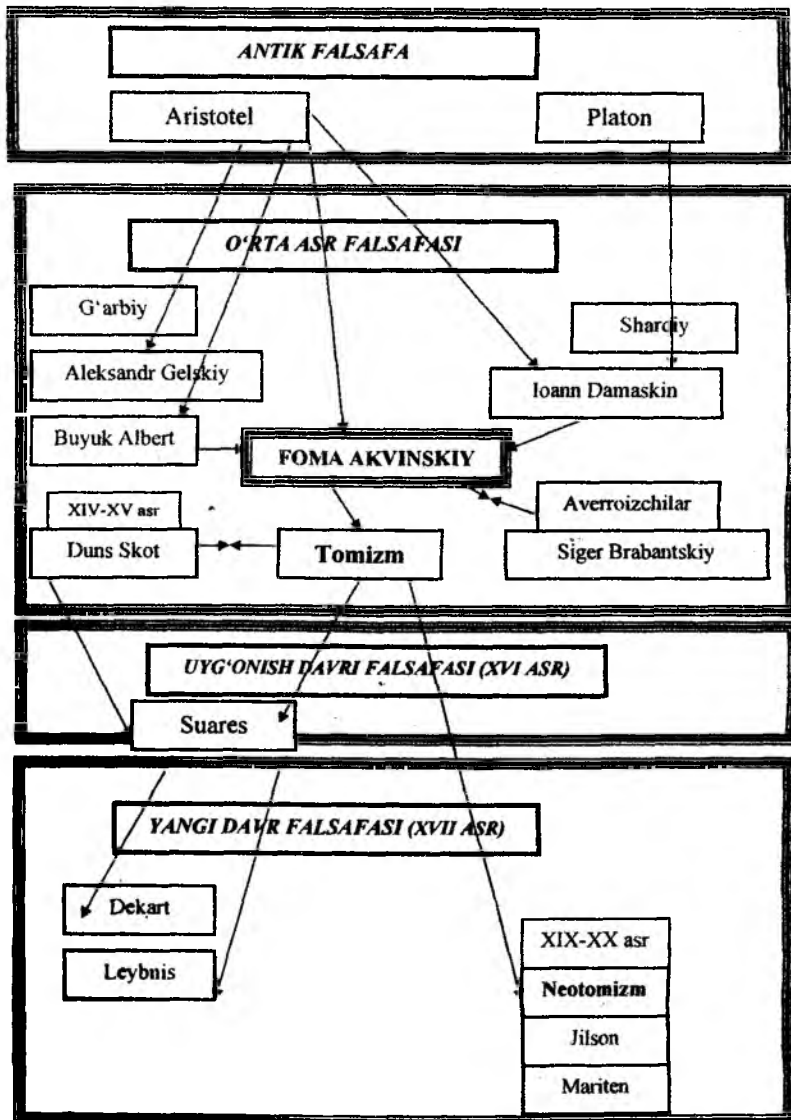 ANTIK FALSAFA
Aristotel
Platon
O‘RTA ASR FALSAFASI
G‘arbiy
Sharqiy
Aleksandr Gelskiy
Ioann Damaskin
Buyuk Albert
FOMA AKVINSKIY
XIV-XV asr
Averroizchilar
Duns Skot
Tomizm
Siger Brabantskiy
UYG‘ONISH DAVRI FALSAFASI (XVI ASR)
Suares
YANGI DAVR FALSAFASI (XVII ASR)
Dekart
Leybnis
XIX-XX asr
Neotomizm
Jilson
Mariten